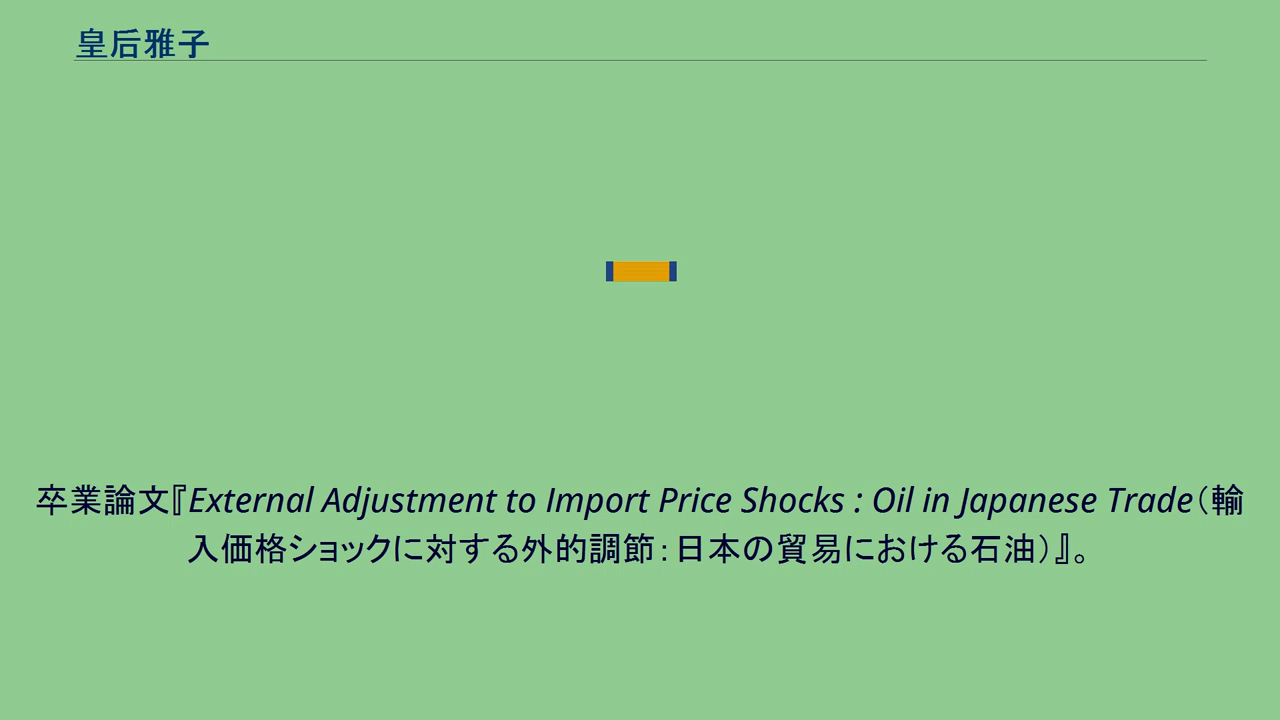 皇后雅子
卒業論文『External Adjustment to Import Price Shocks : Oil in Japanese Trade（輸
入価格ショックに対する外的調節：日本の貿易における石油）』。